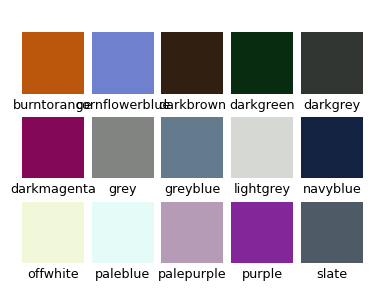 burntorange cornflowerblue darkbrown darkgreen darkgrey
darkmagenta grey greyblue lightgrey navyblue
offwhite paleblue palepurple purple slate